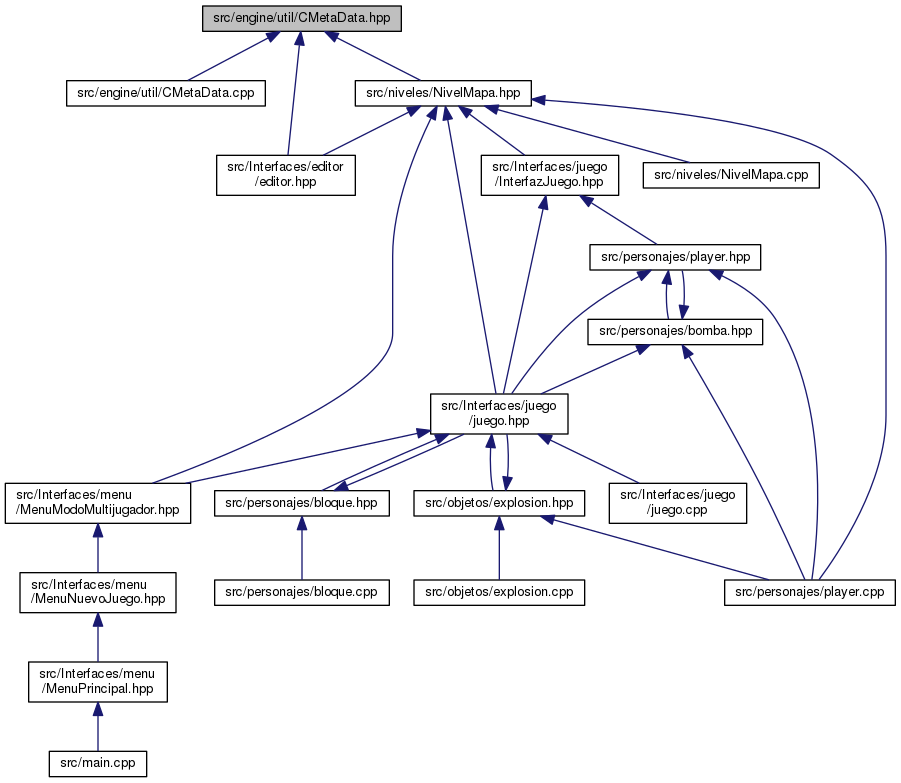 src/engine/util/CMetaData.hpp
src/engine/util/CMetaData.cpp
src/niveles/NivelMapa.hpp
src/Interfaces/editor
/editor.hpp
src/Interfaces/juego
/InterfazJuego.hpp
src/niveles/NivelMapa.cpp
src/personajes/player.hpp
src/personajes/bomba.hpp
src/Interfaces/juego
/juego.hpp
src/Interfaces/menu
/MenuModoMultijugador.hpp
src/personajes/bloque.hpp
src/objetos/explosion.hpp
src/Interfaces/juego
/juego.cpp
src/Interfaces/menu
/MenuNuevoJuego.hpp
src/personajes/bloque.cpp
src/objetos/explosion.cpp
src/personajes/player.cpp
src/Interfaces/menu
/MenuPrincipal.hpp
src/main.cpp